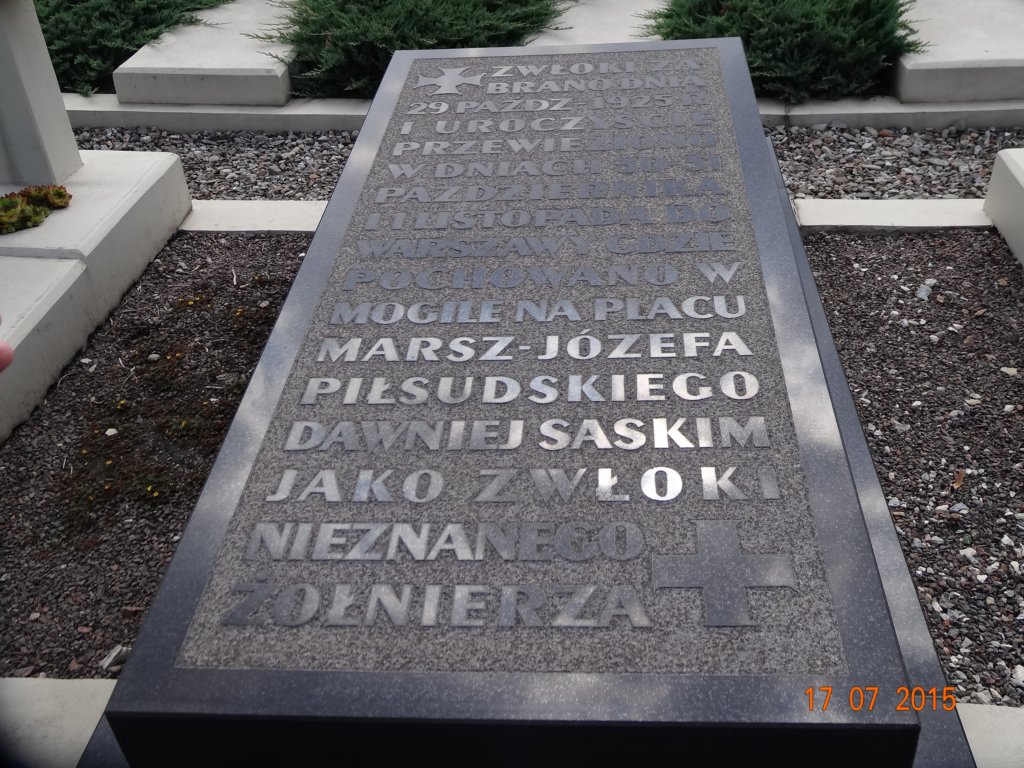 ZWŁOKI ZA
BRANO DNIA
29 PAŹDZ-1925 R
I UROCZYŚCIE
PRZEWIEZIONO
W DNIACH 30-31
PAŹDZIERNIKA
I 1 LISTOPADA DO
WARSZAWY GDZIE
POCHOWANO W
MOGILE NA PLACU
MARSZ-JÓZEFA
PIŁSUDSKIEGO
DAWNIEJ SASKIM
JAKO ZWŁOKI
NIEZNANEGO
ŻOŁNIERZA
17 07 2015